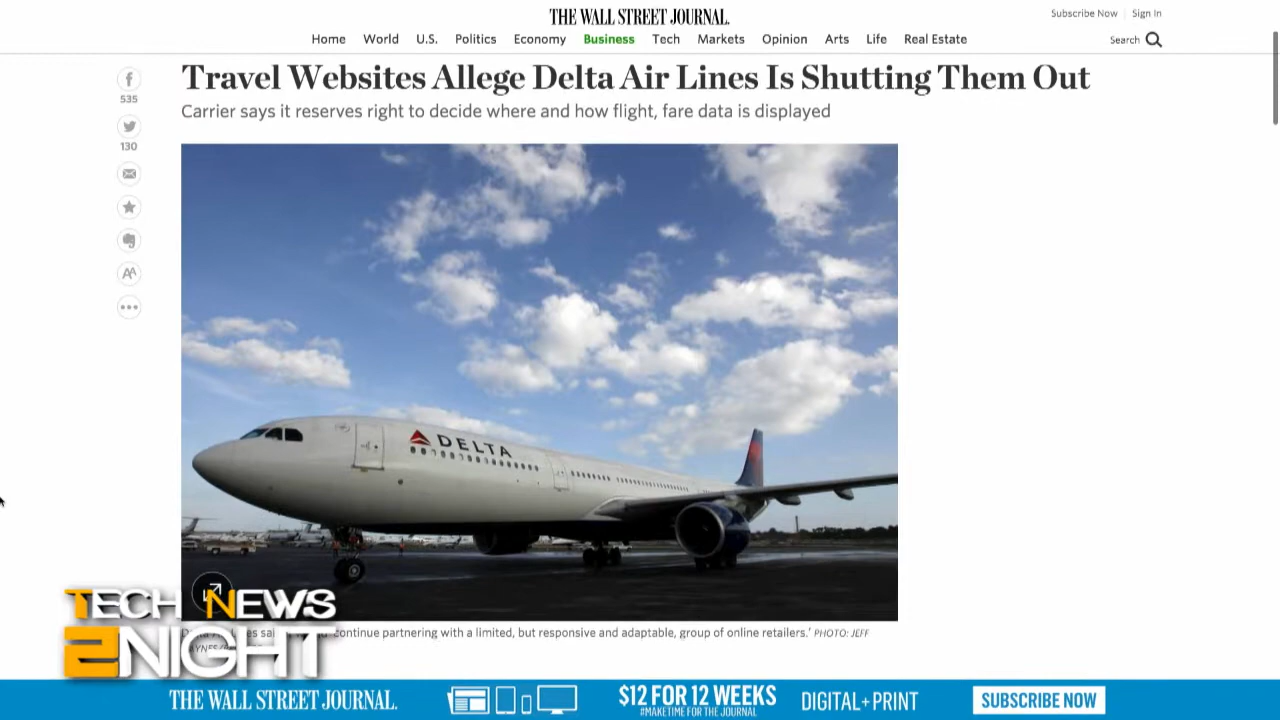 THE WALL STREET JOURNAL.
Subscribe Now | Sign In
Home World U.S. Politics Economy Business Tech Markets Opinion Arts Life Real Estate
Search
Travel Websites Allege Delta Air Lines Is Shutting Them Out
Carrier says it reserves right to decide where and how flight, fare data is displayed
535
130
AA
DELTA
continue partnering with a limited, but responsive and adaptable, group of online retailers.' PHOTO: JEFF
TECH NEWS
2NIGHT
THE WALL STREET JOURNAL.
$12 FOR 12 WEEKS
#MAKETIME FOR THE JOURNAL
DIGITAL+PRINT
SUBSCRIBE NOW